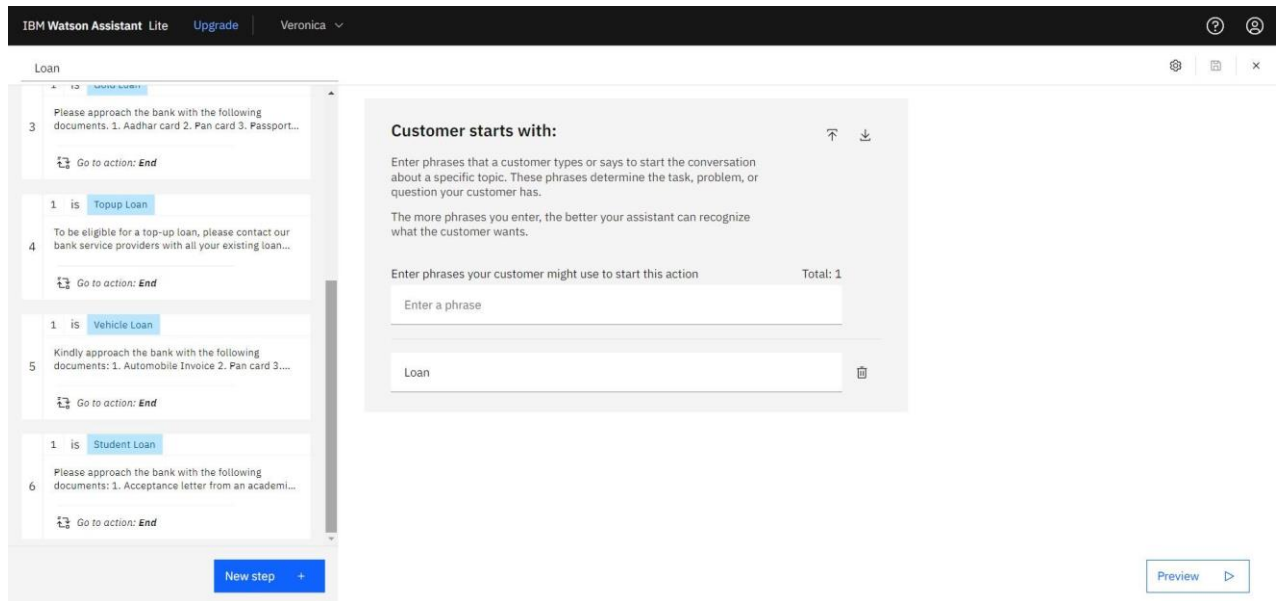 IBM Watson Assistant Lite Upgrade Veronica
Loan
1 is Gold Loan
3
Please approach the bank with the following
documents. 1. Aadhar card 2. Pan card 3. Passport...
Go to action: End
1 is Topup Loan
4
To be eligible for a top-up loan, please contact our
bank service providers with all your existing loan...
Go to action: End
1 is Vehicle Loan
5
Kindly approach the bank with the following
documents: 1. Automobile Invoice 2. Pan card 3....
Go to action: End
1 is Student Loan
6
Please approach the bank with the following
documents: 1. Acceptance letter from an academi...
Go to action: End
New step +
Customer starts with:
Enter phrases that a customer types or says to start the conversation
about a specific topic. These phrases determine the task, problem, or
question your customer has.
The more phrases you enter, the better your assistant can recognize
what the customer wants.
Enter phrases your customer might use to start this action Total: 1
Enter a phrase
Loan
Preview